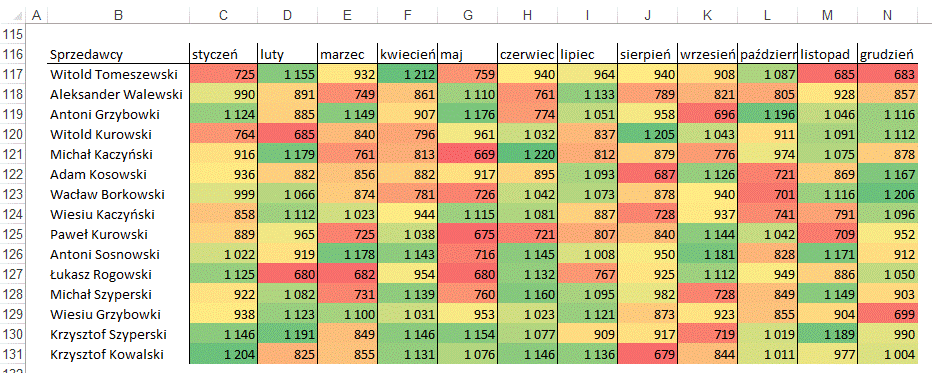 A B C D E F G H I J K L M N
115
116 Sprzedawcy styczeń luty marzec kwiecień maj czerwiec lipiec sierpień wrzesień październ listopad grudzień
117 Witold Tomeszewski 725 1 155 932 1 212 759 940 964 940 908 1 087 685 683
118 Aleksander Walewski 990 891 749 861 1 110 761 1 133 789 821 805 928 857
119 Antoni Grzybowki 1 124 885 1 149 907 1 176 774 1 051 958 696 1 196 1 046 1 116
120 Witold Kurowski 764 685 840 796 961 1 032 837 1 205 1 043 911 1 091 1 112
121 Michał Kaczyński 916 1 179 761 813 669 1 220 812 879 776 974 1 075 878
122 Adam Kosowski 936 882 856 882 917 895 1 093 687 1 126 721 869 1 167
123 Wacław Borkowski 999 1 066 874 781 726 1 042 1 073 878 940 701 1 116 1 206
124 Wiesiu Kaczyński 858 1 112 1 023 944 1 115 1 081 887 728 937 741 791 1 096
125 Paweł Kurowski 889 965 725 1 038 675 721 807 840 1 144 1 042 709 952
126 Antoni Sosnowski 1 022 919 1 178 1 143 716 1 145 1 008 950 1 181 828 1 171 912
127 Łukasz Rogowski 1 125 680 682 954 680 1 132 767 925 1 112 949 886 1 050
128 Michał Szyperski 922 1 082 731 1 139 760 1 160 1 095 982 728 849 1 149 903
129 Wiesiu Grzybowki 938 1 123 1 100 1 031 953 1 023 1 121 873 923 855 904 699
130 Krzysztof Szyperski 1 146 1 191 849 1 146 1 154 1 077 909 917 719 1 019 1 189 990
131 Krzysztof Kowalski 1 204 825 855 1 131 1 076 1 146 1 136 679 844 1 011 977 1 004